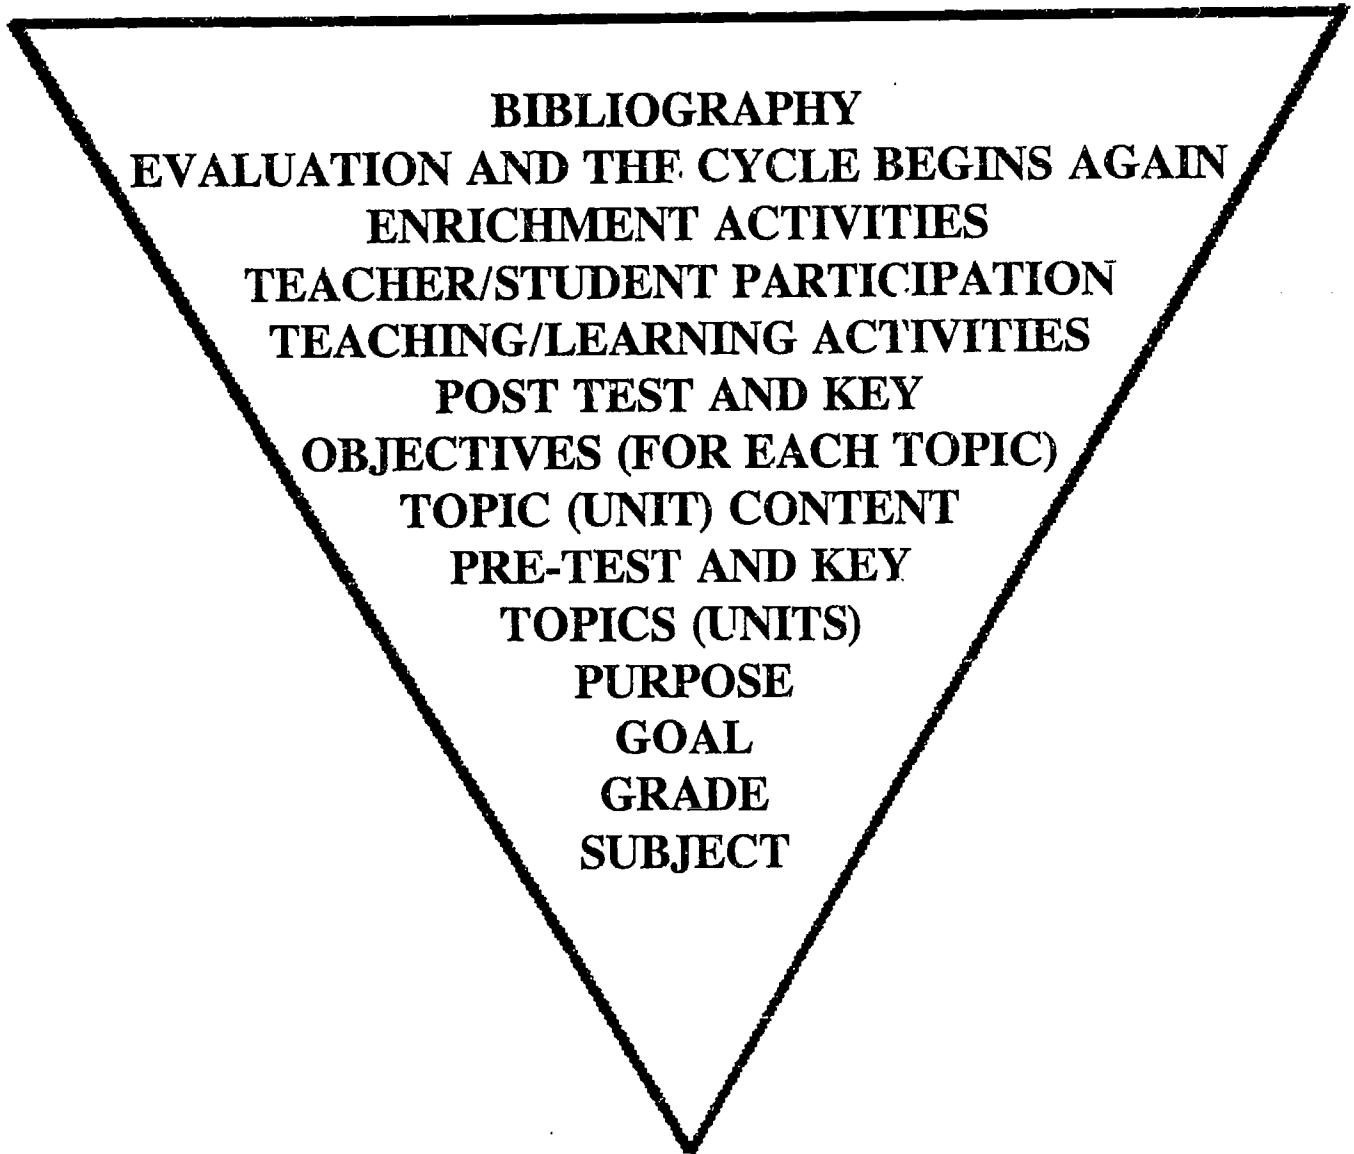 BIBLIOGRAPHY
EVALUATION AND THE CYCLE BEGINS AGAIN
ENRICHMENT ACTIVITIES
TEACHER/STUDENT PARTICIPATION
TEACHING/LEARNING ACTIVITIES
POST TEST AND KEY
OBJECTIVES (FOR EACH TOPIC)
TOPIC (UNIT) CONTENT
PRE-TEST AND KEY
TOPICS (UNITS)
PURPOSE
GOAL
GRADE
SUBJECT